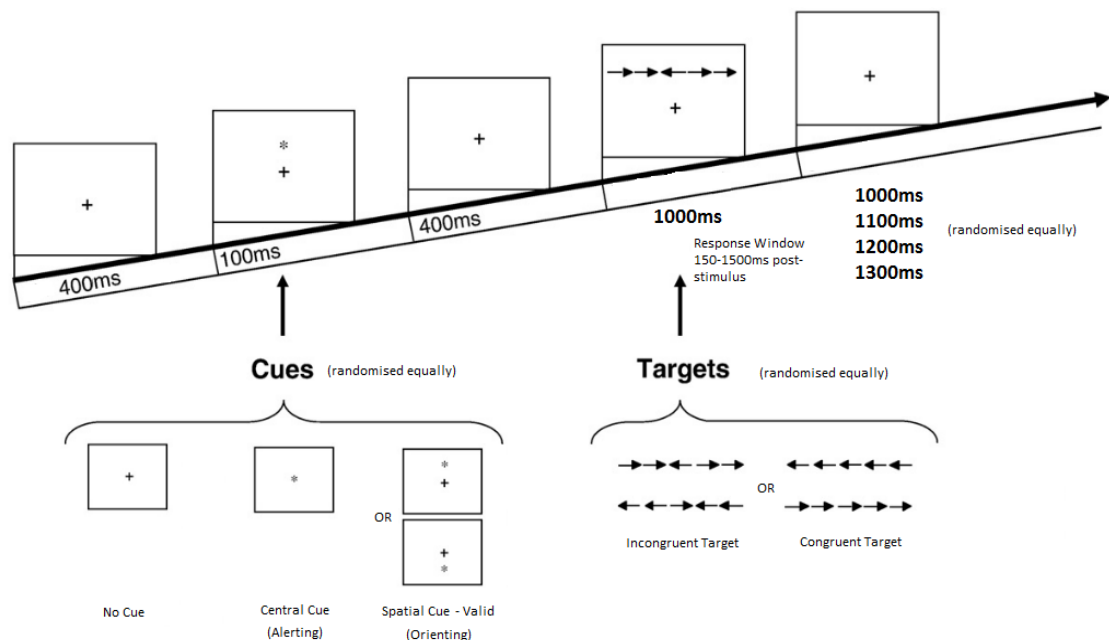 400ms
100ms
400ms
1000ms
Response Window
150-1500ms post-
stimulus
1000ms
1100ms
1200ms
1300ms
(randomised equally)
Cues (randomised equally)
Targets (randomised equally)
OR
OR
No Cue
Central Cue
(Alerting)
Spatial Cue - Valid
(Orienting)
Incongruent Target
Congruent Target